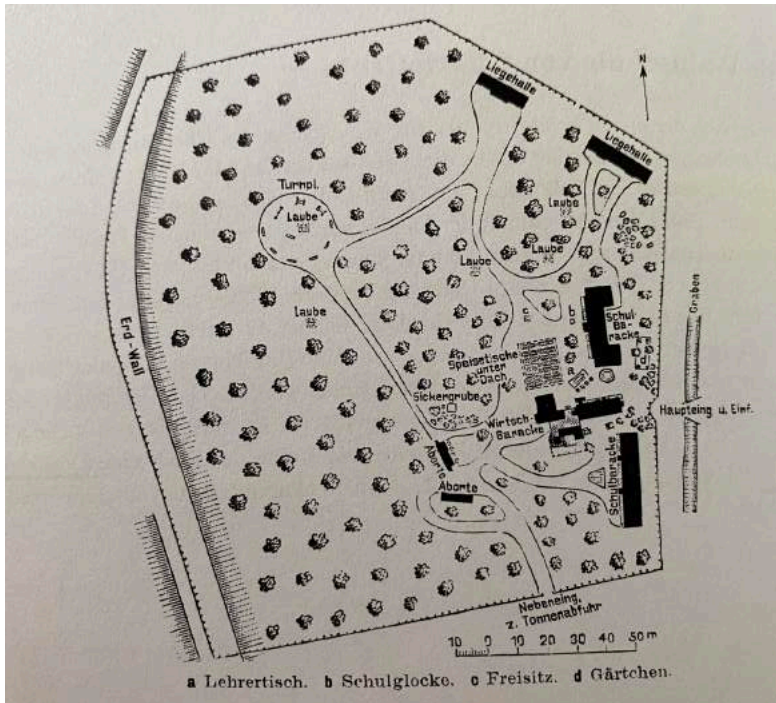 Liegehalle
N
Liegehalle
Turnpl.
Laube
Laube
Laube
Laube
Laube
Graben
Erd-Wall
c
b
Schul-
Ba-
racke
d
Speisetische
unter
Dach
a
Sickergrube
Wirtsch.-
Baracke
Haupteing. u. Einf.
Aborte
Aborte
Schulbaracke
Nebeneing.
z. Tonnenabfuhr
10 0 10 20 30 40 50 m
a Lehrertisch. b Schulglocke. c Freisitz. d Gärtchen.